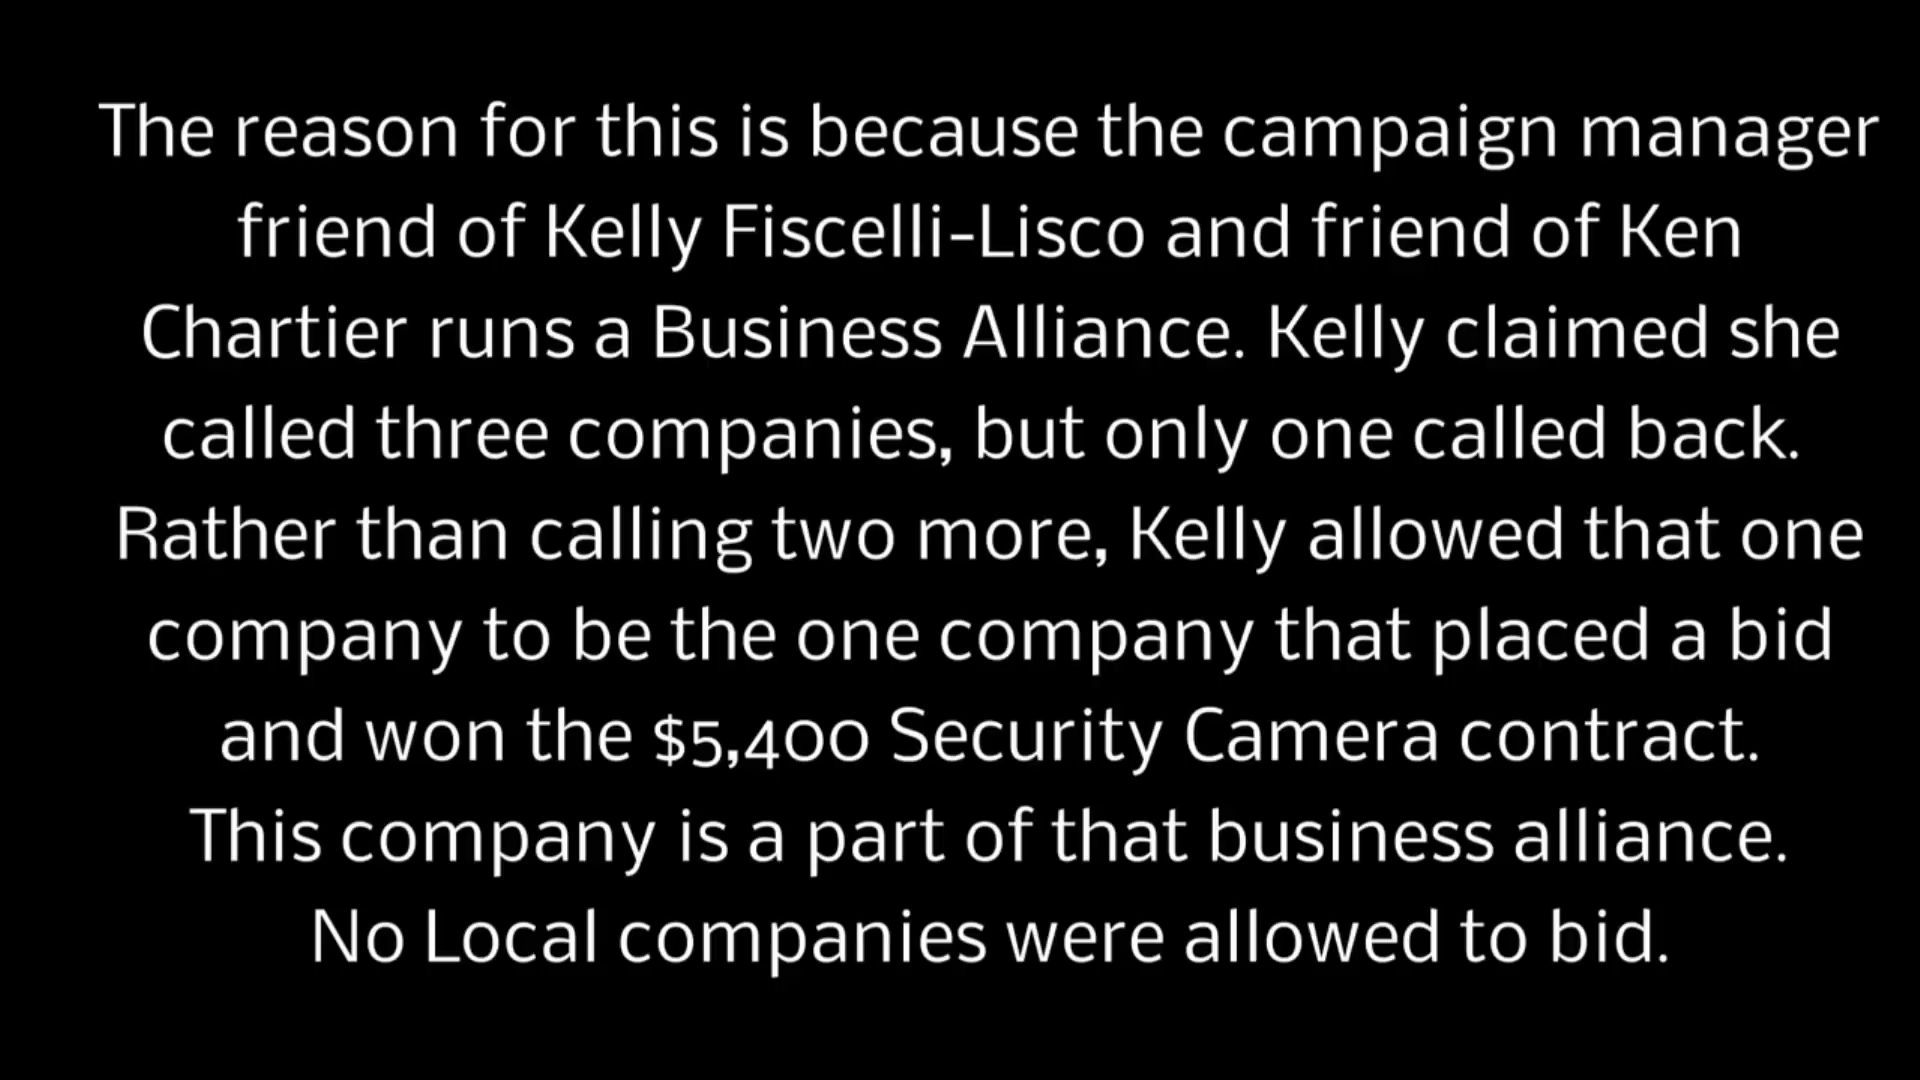 The reason for this is because the campaign manager
friend of Kelly Fiscelli-Lisco and friend of Ken
Chartier runs a Business Alliance. Kelly claimed she
called three companies, but only one called back.
Rather than calling two more, Kelly allowed that one
company to be the one company that placed a bid
and won the $5,400 Security Camera contract.
This company is a part of that business alliance.
No Local companies were allowed to bid.